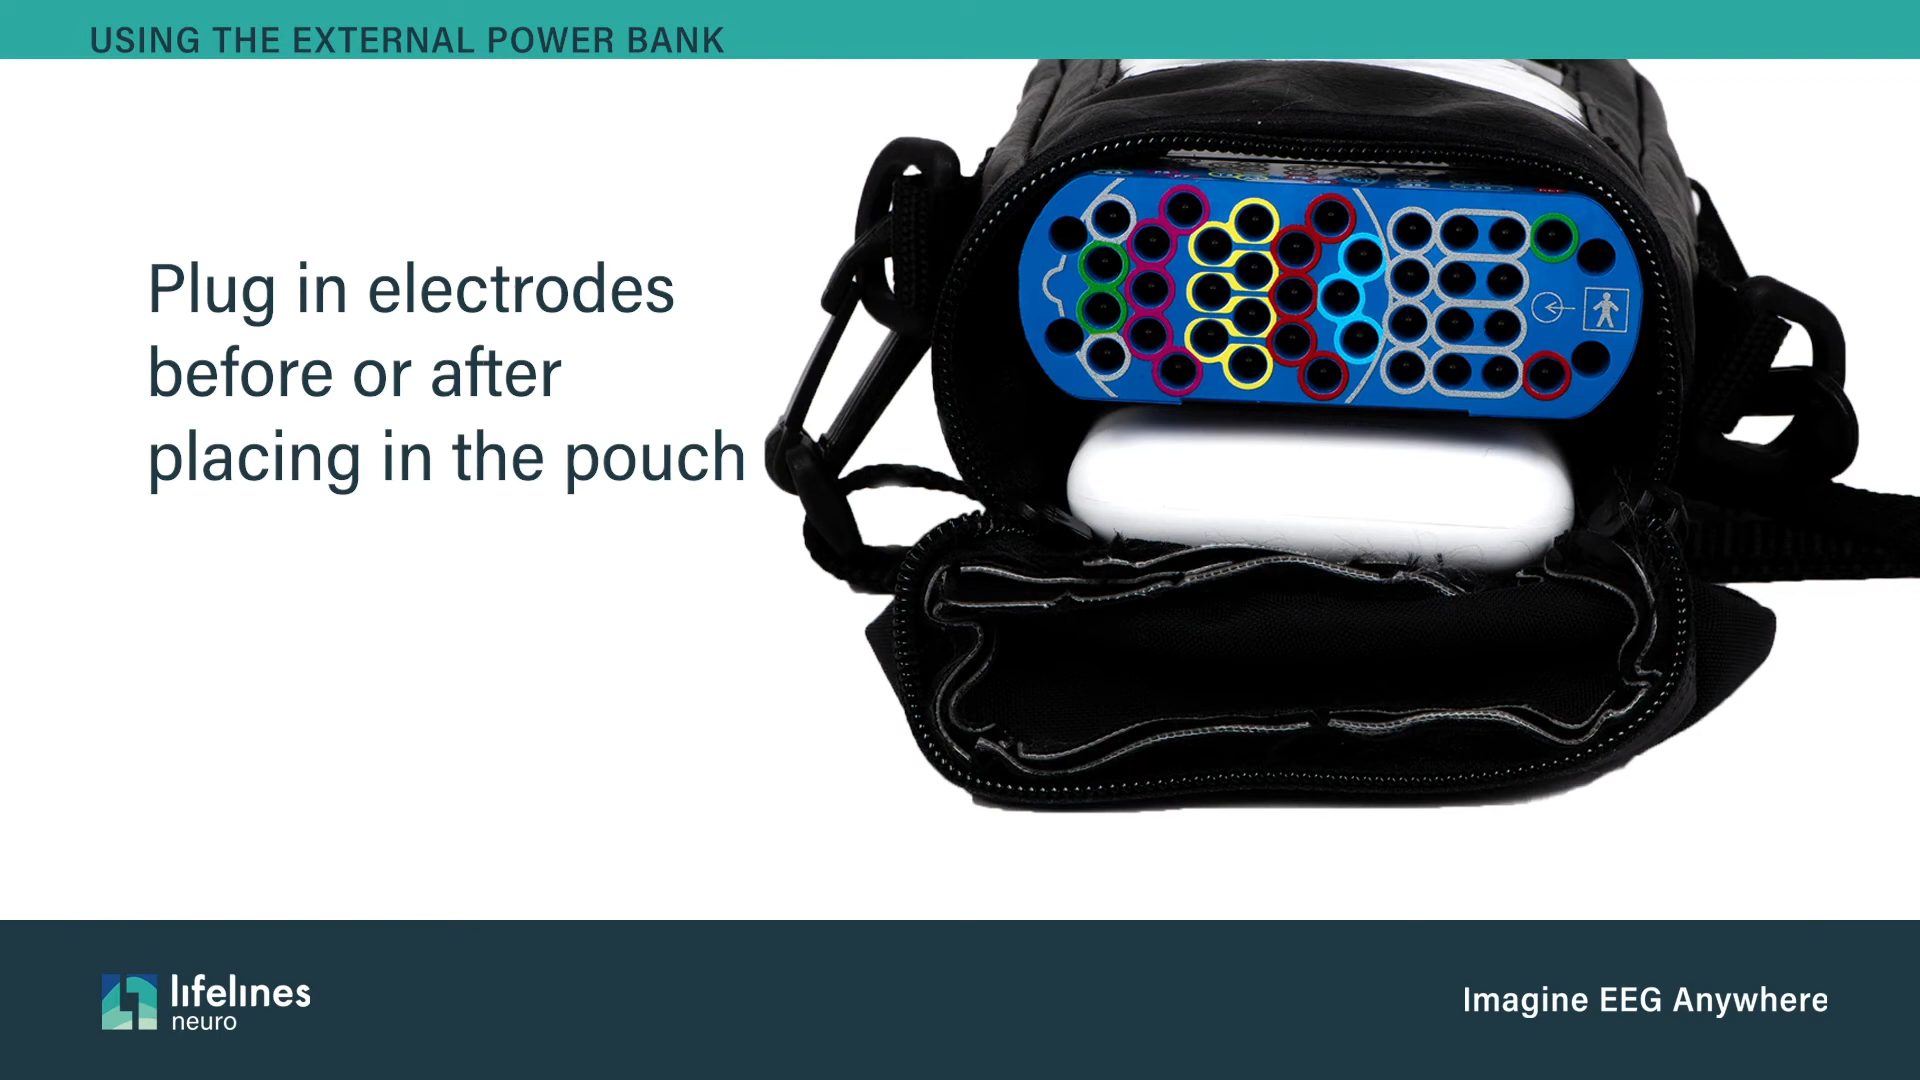 USING THE EXTERNAL POWER BANK
Plug in electrodes
before or after
placing in the pouch
lifelines
neuro
Imagine EEG Anywhere